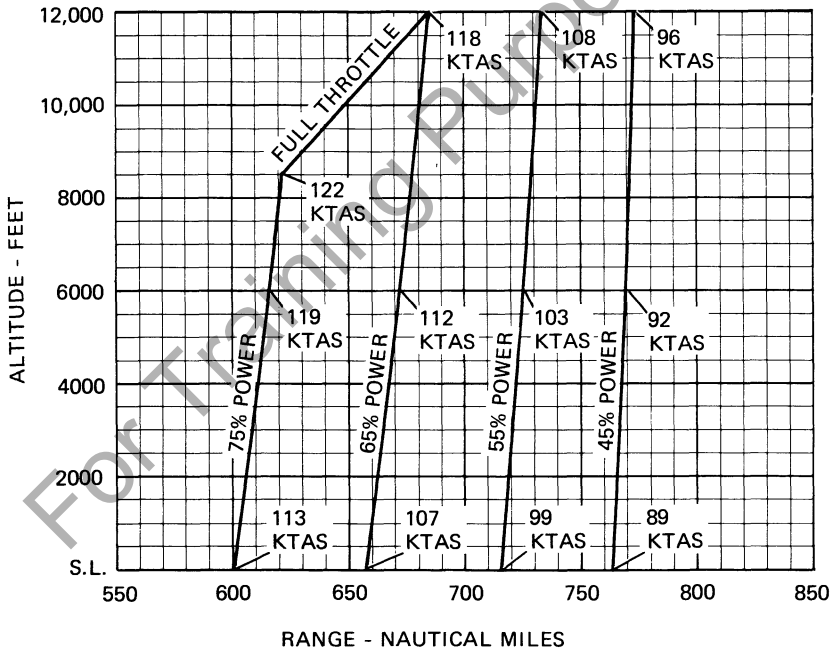 12,000
10,000
8000
6000
4000
2000
S.L.
ALTITUDE - FEET
FULL THROTTLE
118
KTAS
108
KTAS
96
KTAS
122
KTAS
119
KTAS
112
KTAS
103
KTAS
92
KTAS
75% POWER
65% POWER
55% POWER
45% POWER
113
KTAS
107
KTAS
99
KTAS
89
KTAS
550 600 650 700 750 800 850
RANGE - NAUTICAL MILES
For Training Purpo